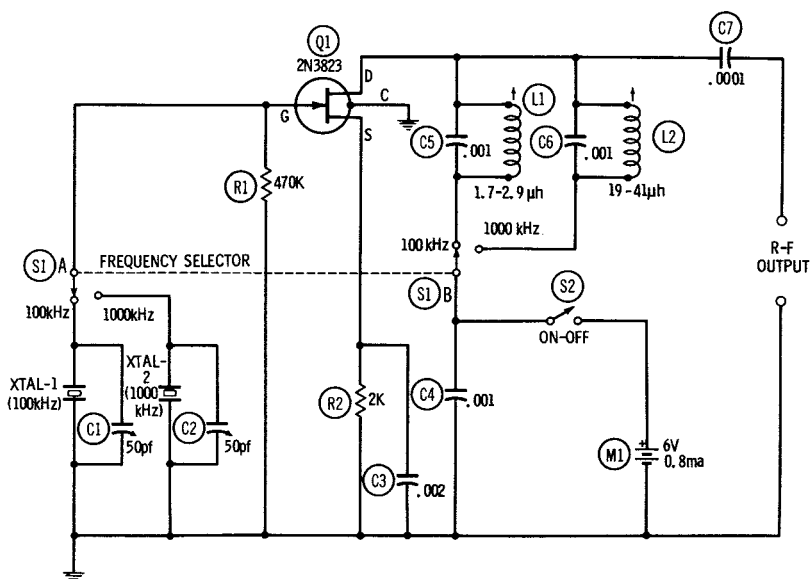 Q1
2N3823
D
C
G
S
C7
.0001
L1
C5
.001
1.7-2.9µh
C6
.001
L2
19-41µh
R1
470K
100kHz
1000 kHz
R-F
OUTPUT
S1 A
FREQUENCY SELECTOR
S1 B
S2
ON-OFF
100kHz
1000kHz
XTAL-1
(100kHz)
C1
50pf
XTAL-
2
(1000
kHz)
C2
50pf
R2
2K
C3
.002
C4
.001
M1
+
6V
0.8ma